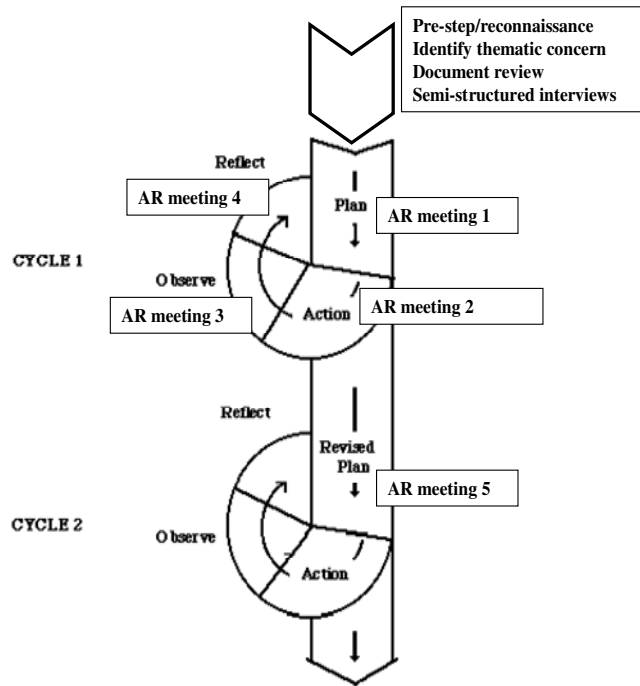 Pre-step/reconnaissance
Identify thematic concern
Document review
Semi-structured interviews
Reflect
AR meeting 4
Plan
AR meeting 1
CYCLE 1
Observe
AR meeting 3
Action
AR meeting 2
Reflect
Revised
Plan
AR meeting 5
CYCLE 2
Observe
Action